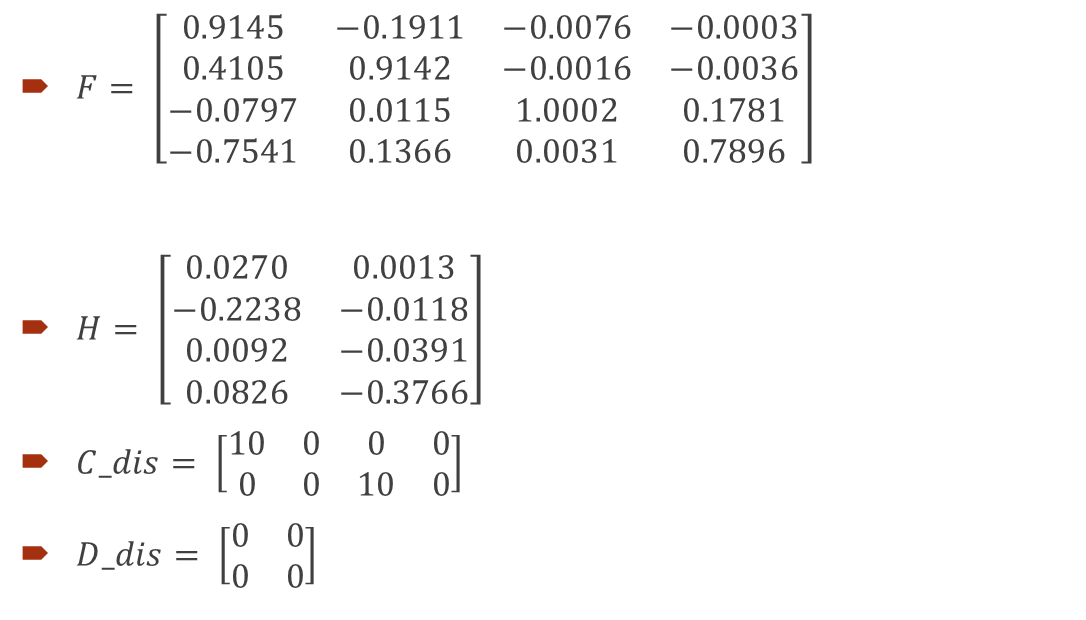 F = [0.9145 −0.1911 −0.0076 −0.0003
0.4105 0.9142 −0.0016 −0.0036
−0.0797 0.0115 1.0002 0.1781
−0.7541 0.1366 0.0031 0.7896]
H = [0.0270 0.0013
−0.2238 −0.0118
0.0092 −0.0391
0.0826 −0.3766]
C_dis = [10 0 0 0
0 0 10 0]
D_dis = [0 0
0 0]